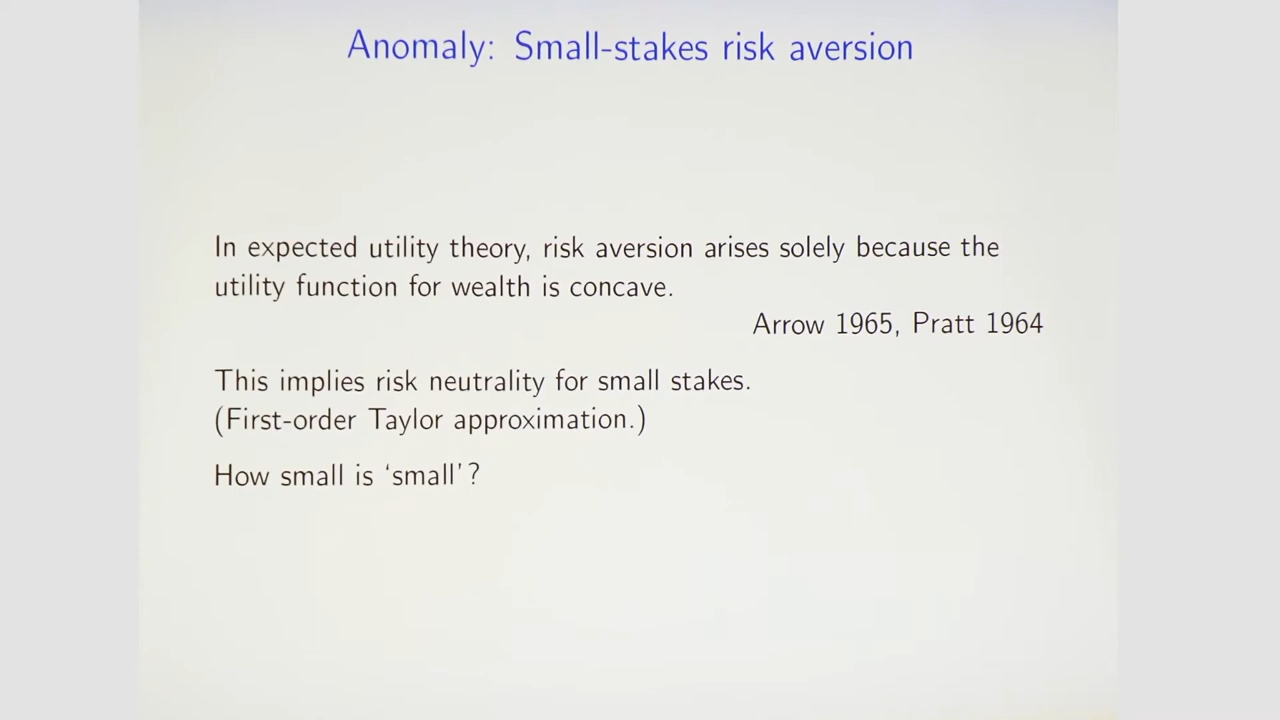 Anomaly: Small-stakes risk aversion
In expected utility theory, risk aversion arises solely because the
utility function for wealth is concave.
Arrow 1965, Pratt 1964
This implies risk neutrality for small stakes.
(First-order Taylor approximation.)
How small is ‘small’?